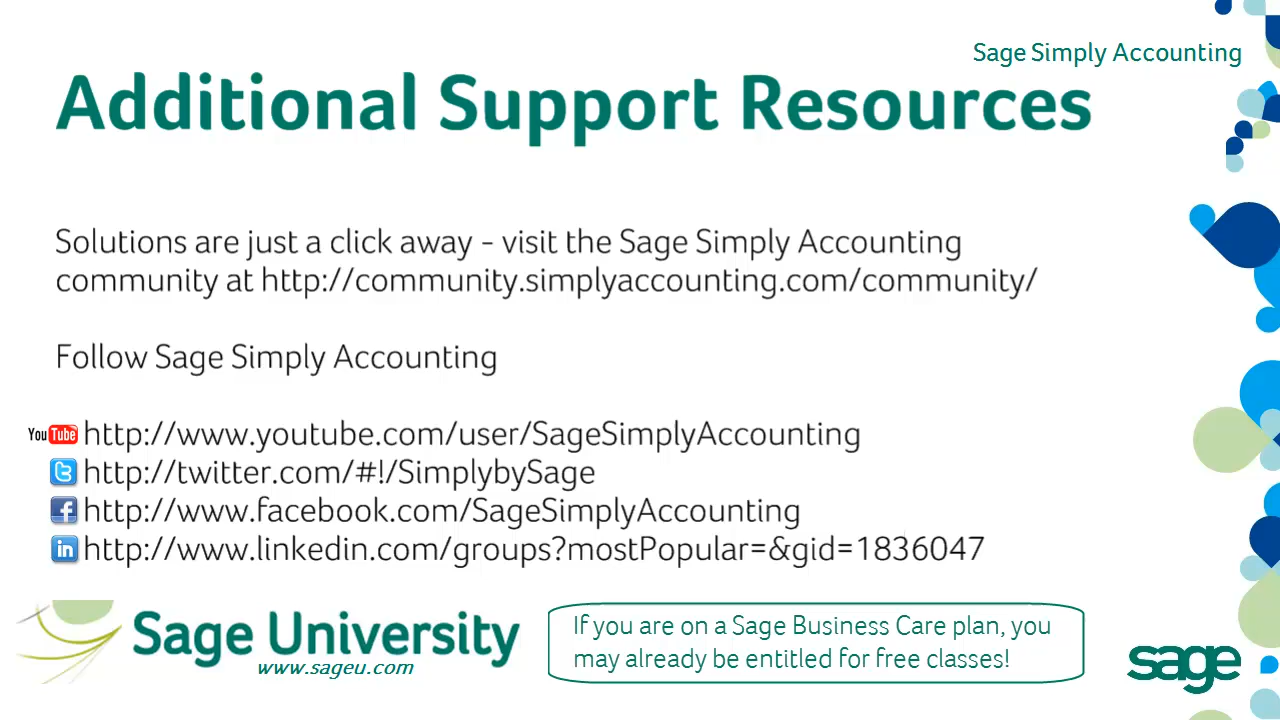 Sage Simply Accounting
Additional Support Resources
Solutions are just a click away - visit the Sage Simply Accounting
community at http://community.simplyaccounting.com/community/
Follow Sage Simply Accounting
YouTube http://www.youtube.com/user/SageSimplyAccounting
http://twitter.com/#!/SimplybySage
f http://www.facebook.com/SageSimplyAccounting
in http://www.linkedin.com/groups?mostPopular=&gid=1836047
Sage University
www.sageu.com
If you are on a Sage Business Care plan, you
may already be entitled for free classes!
sage